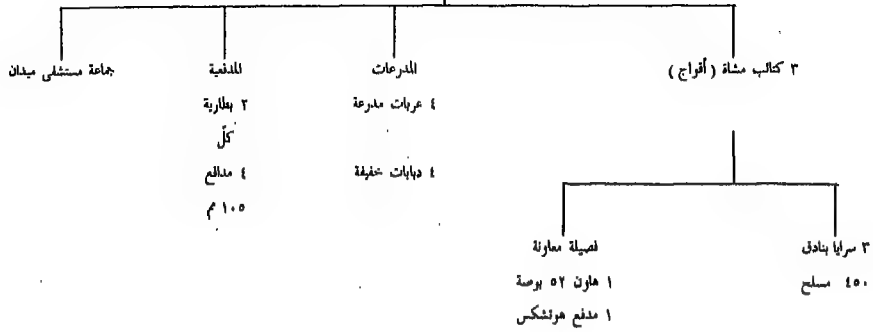 ٣ كتائب مشاة ( أفواج )
المدرعات
المدفعية
جماعة مستشفى ميدان
٤ عربات مدرعة
٢ بطارية
كلّ
٤ دبابات خفيفة
٤ مدافع
١٠٥ مم
٣ سرايا بنادق
فصيلة معاونة
٤٥٠ مسلح
١ هاون ٥٢ بوصة
١ مدفع هوتشكس